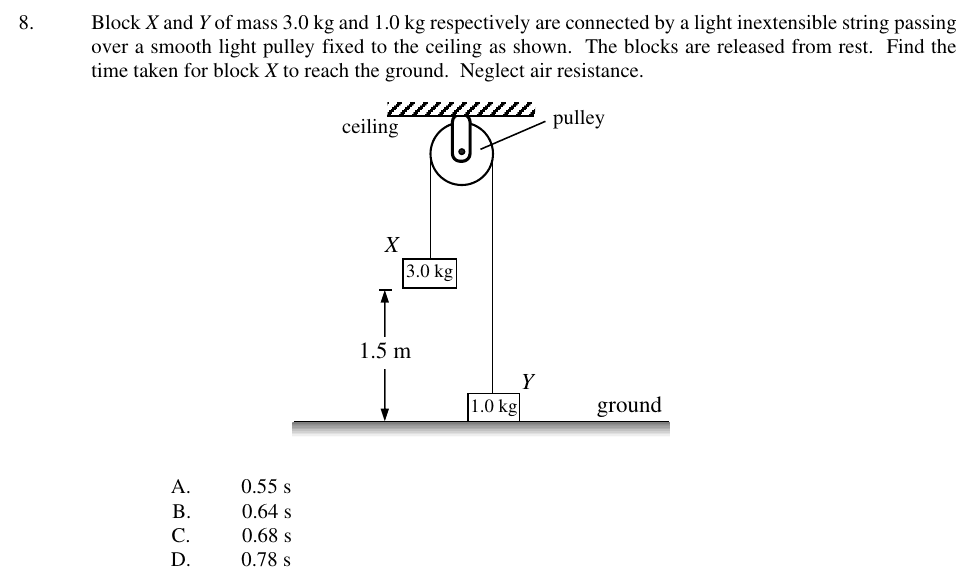 8. Block X and Y of mass 3.0 kg and 1.0 kg respectively are connected by a light inextensible string passing
over a smooth light pulley fixed to the ceiling as shown. The blocks are released from rest. Find the
time taken for block X to reach the ground. Neglect air resistance.
pulley
ceiling
X
3.0 kg
1.5 m
Y
1.0 kg
ground
A. 0.55 s
B. 0.64 s
C. 0.68 s
D. 0.78 s